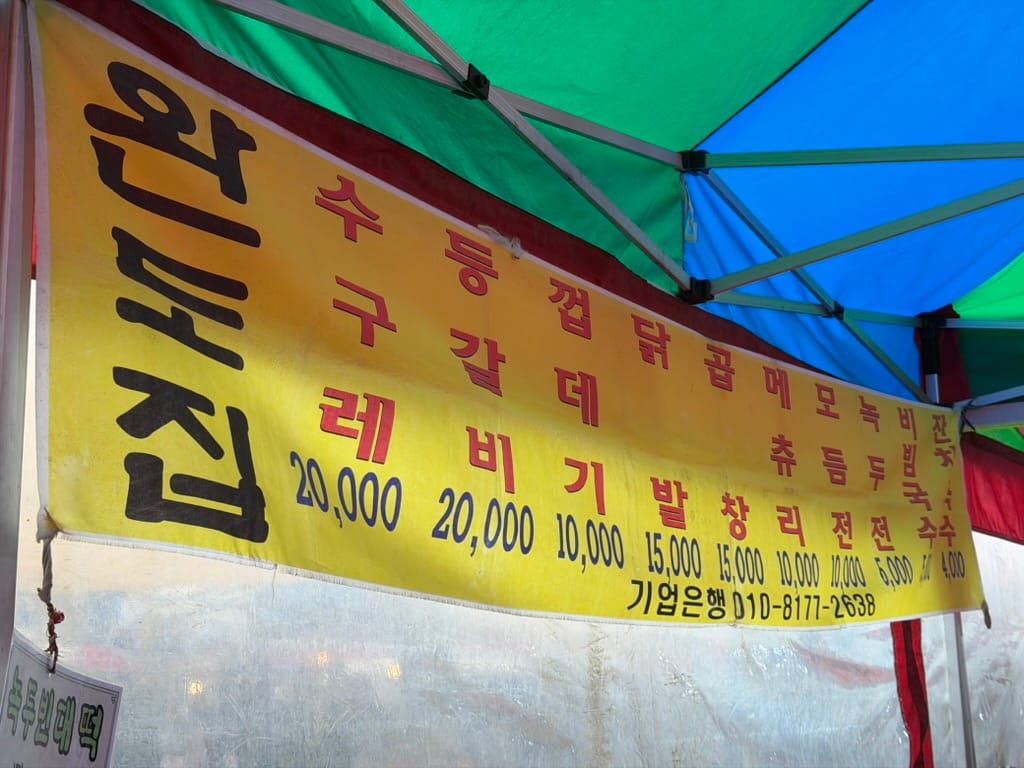 완도집
수구레
20,000
등갈비
20,000
껍데기
10,000
닭발
15,000
곱창
15,000
메츄리
10,000
모듬전
10,000
녹두전
5,000
비빔국수
잔치국수
4,000
기업은행 010-8177-2638
녹두빈대떡